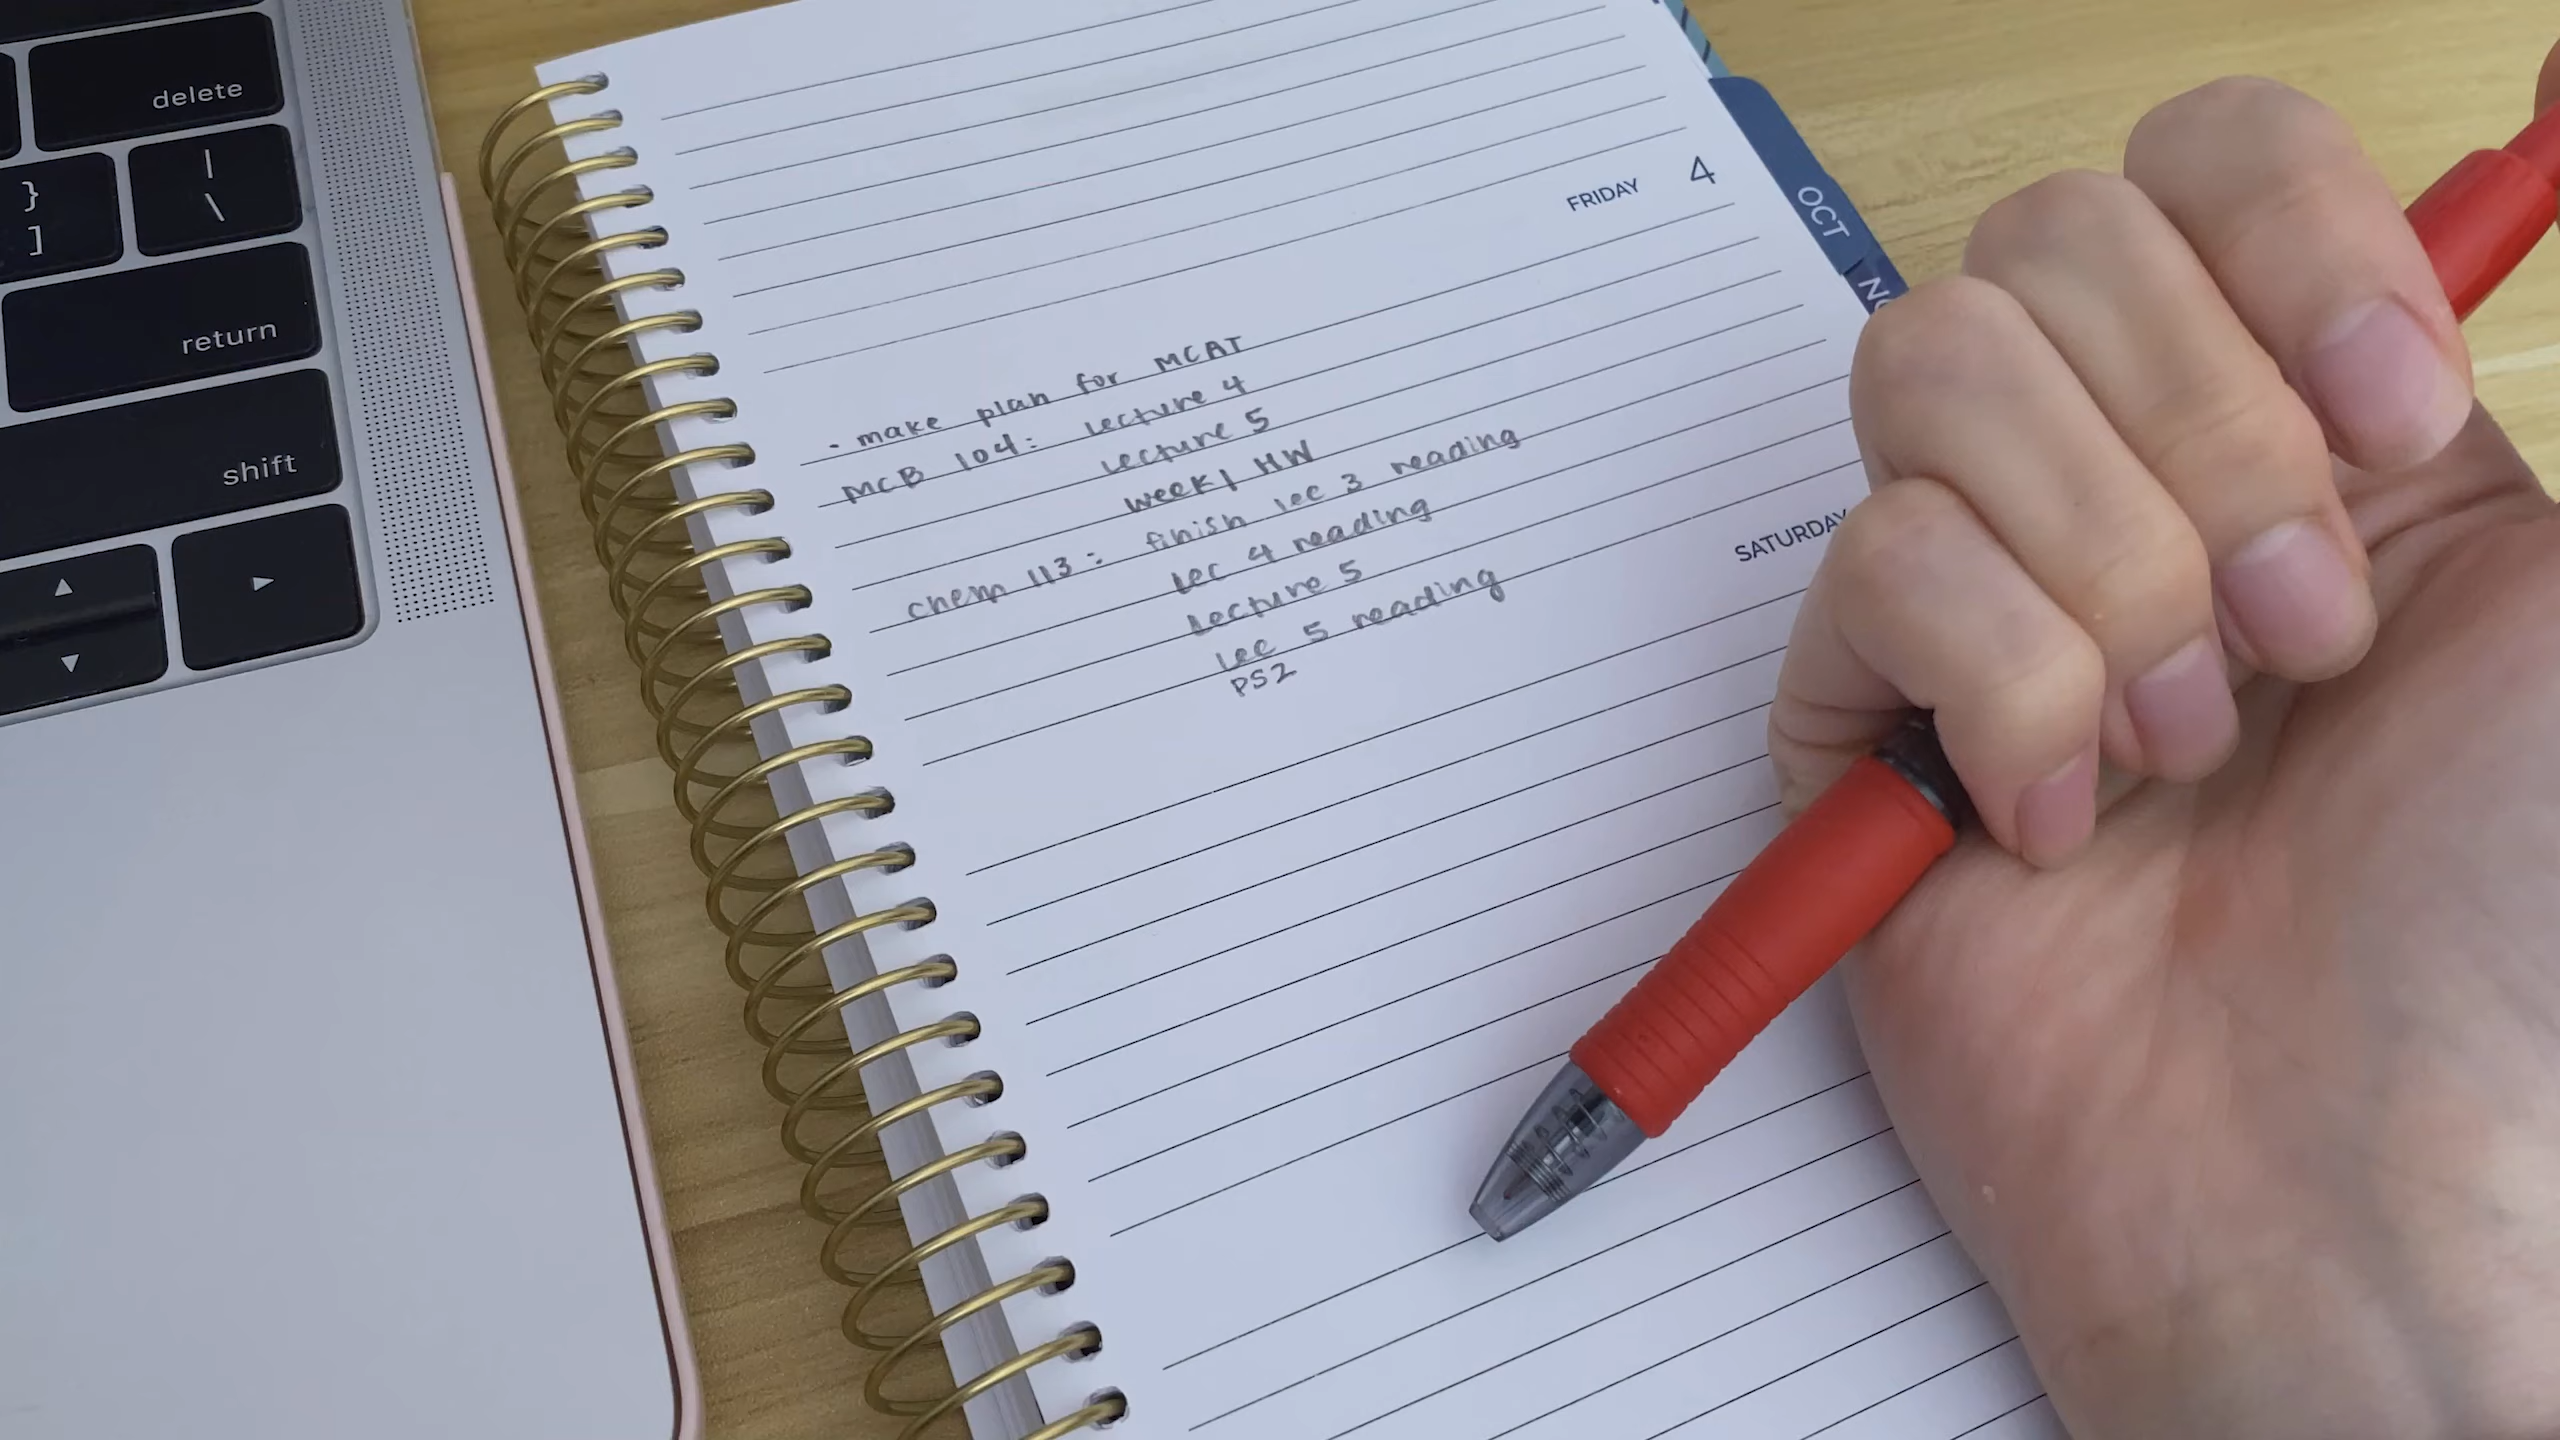 delete
}
]
|
\
return
shift
OCT
FRIDAY 4
- make plan for MCAT
MCB 104: lecture 4
lecture 5
week 1 HW
chem 113: finish lec 3 reading
lec 4 reading
lecture 5
lec 5 reading
PS2
SATURDAY